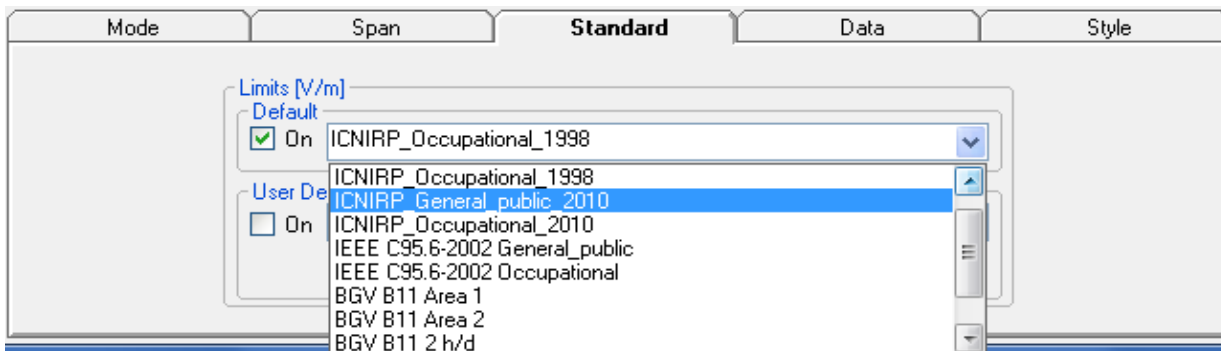 Mode Span Standard Data Style
Limits [V/m]
Default
On ICNIRP_Occupational_1998
ICNIRP_Occupational_1998
User De ICNIRP_General_public_2010
On ICNIRP_Occupational_2010
IEEE C95.6-2002 General_public
IEEE C95.6-2002 Occupational
BGV B11 Area 1
BGV B11 Area 2
BGV B11 2 h/d